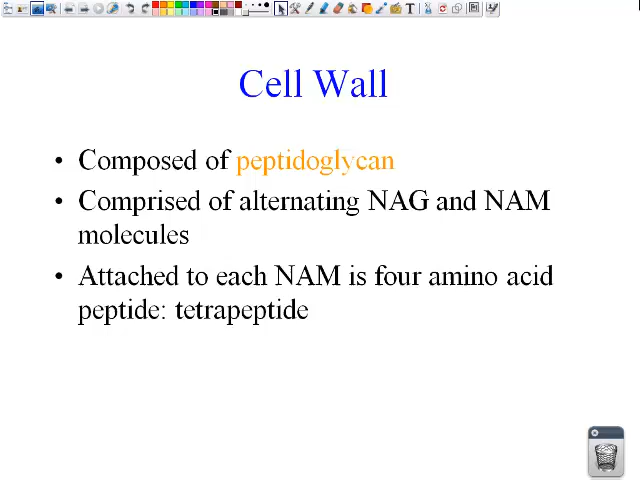 Cell Wall
• Composed of peptidoglycan
• Comprised of alternating NAG and NAM
molecules
• Attached to each NAM is four amino acid
peptide: tetrapeptide